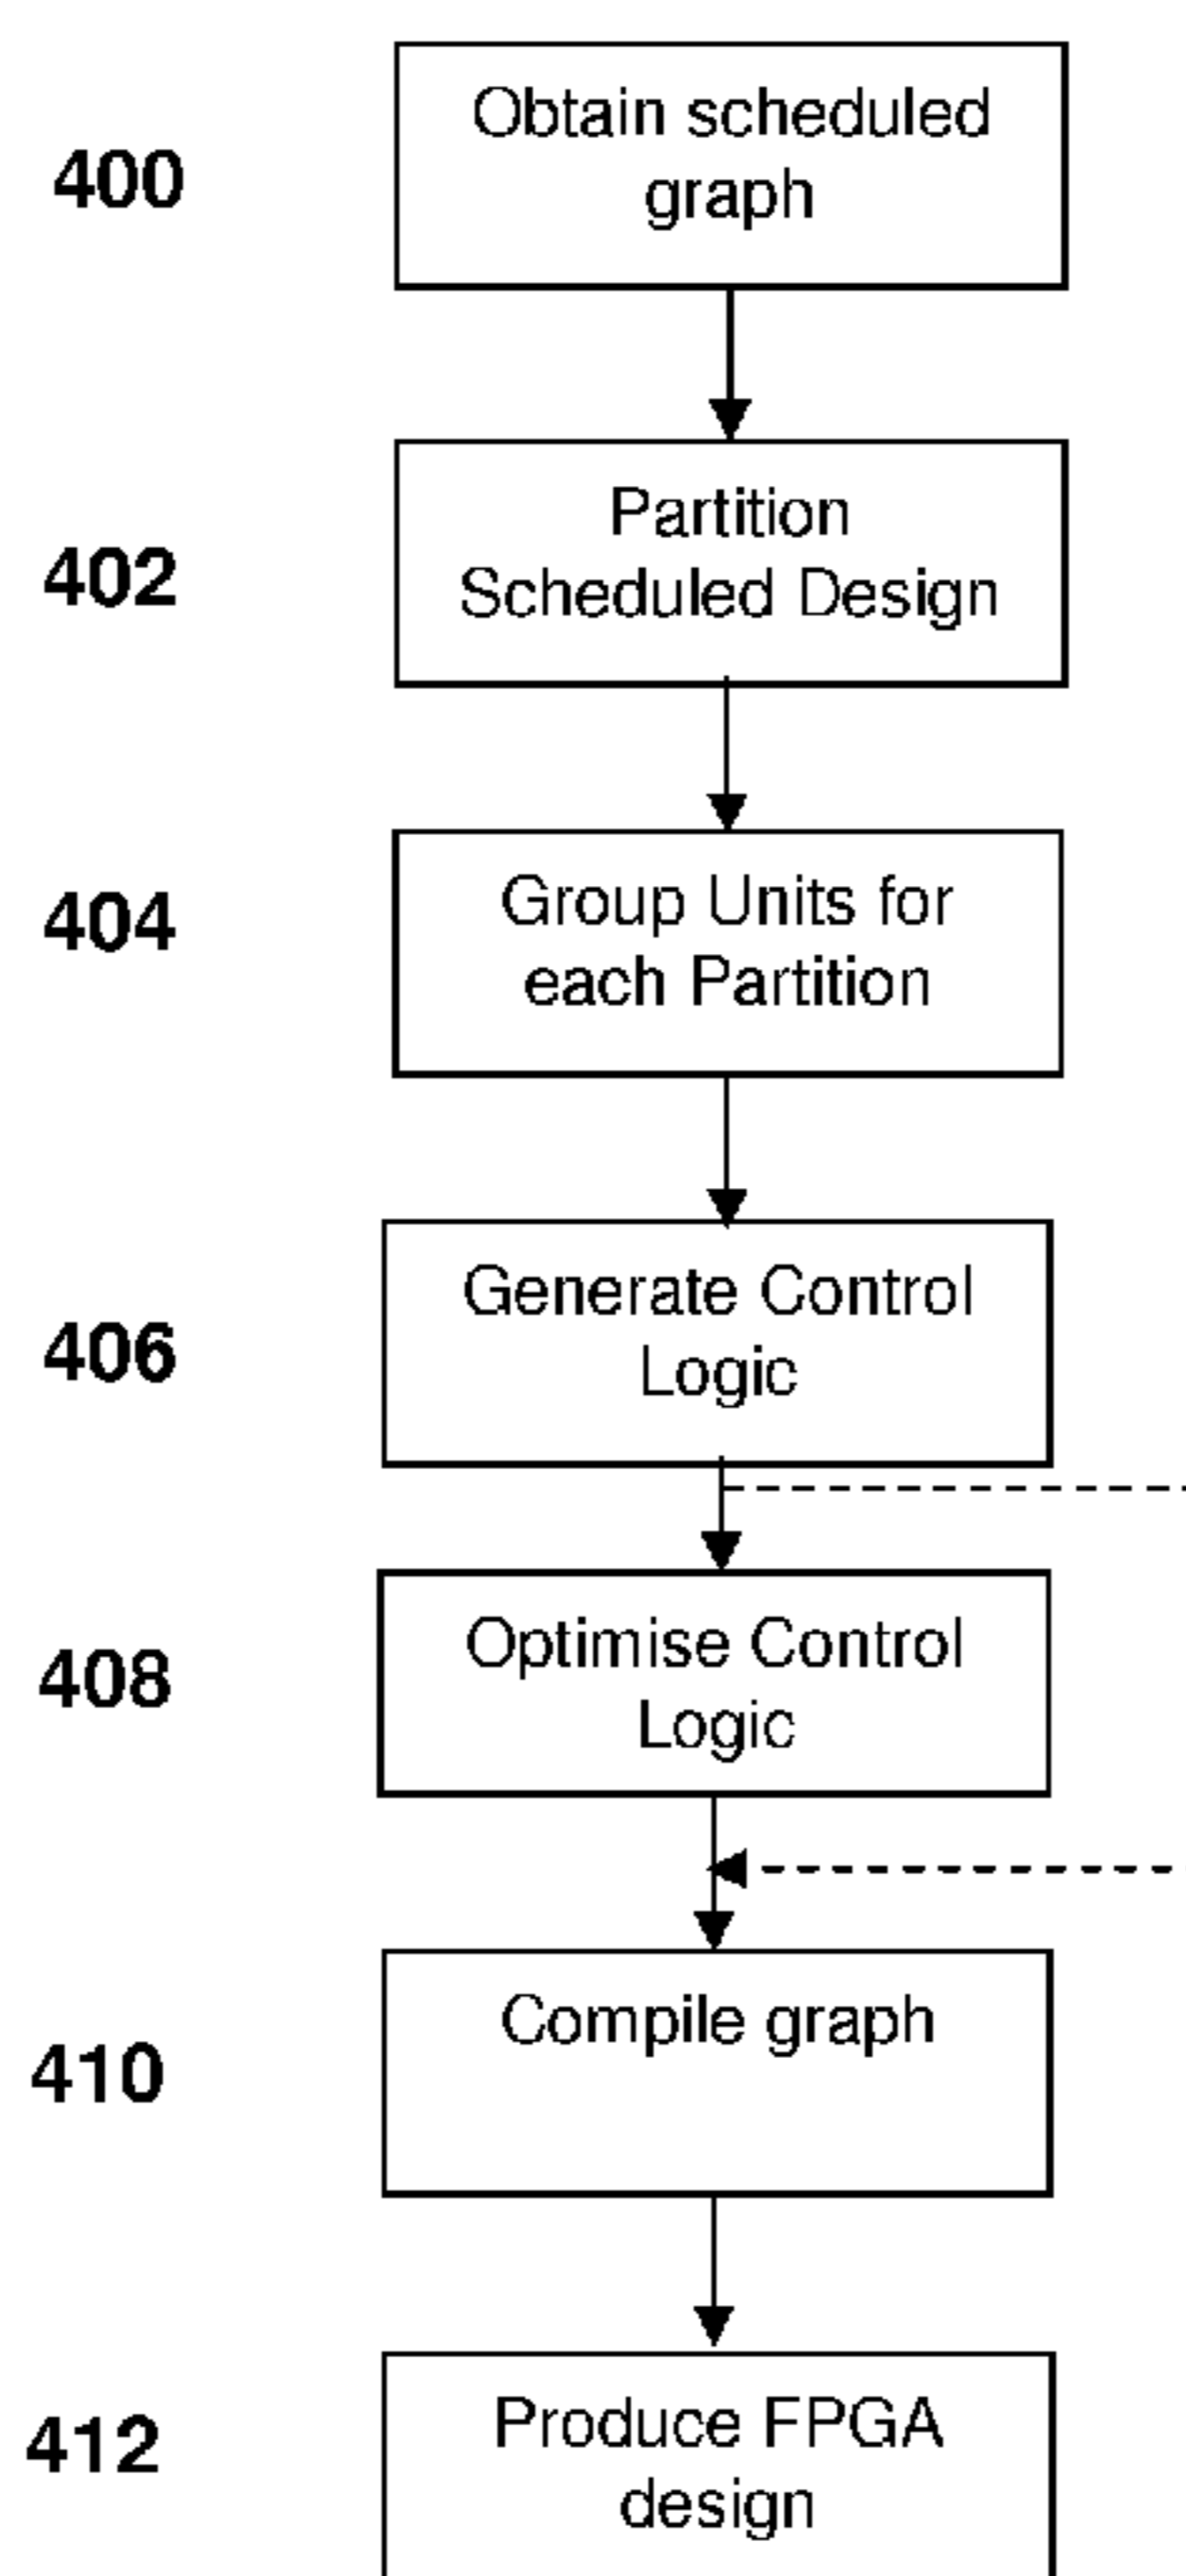 400
Obtain scheduled
graph
402
Partition
Scheduled Design
404
Group Units for
each Partition
406
Generate Control
Logic
408
Optimise Control
Logic
410
Compile graph
412
Produce FPGA
design